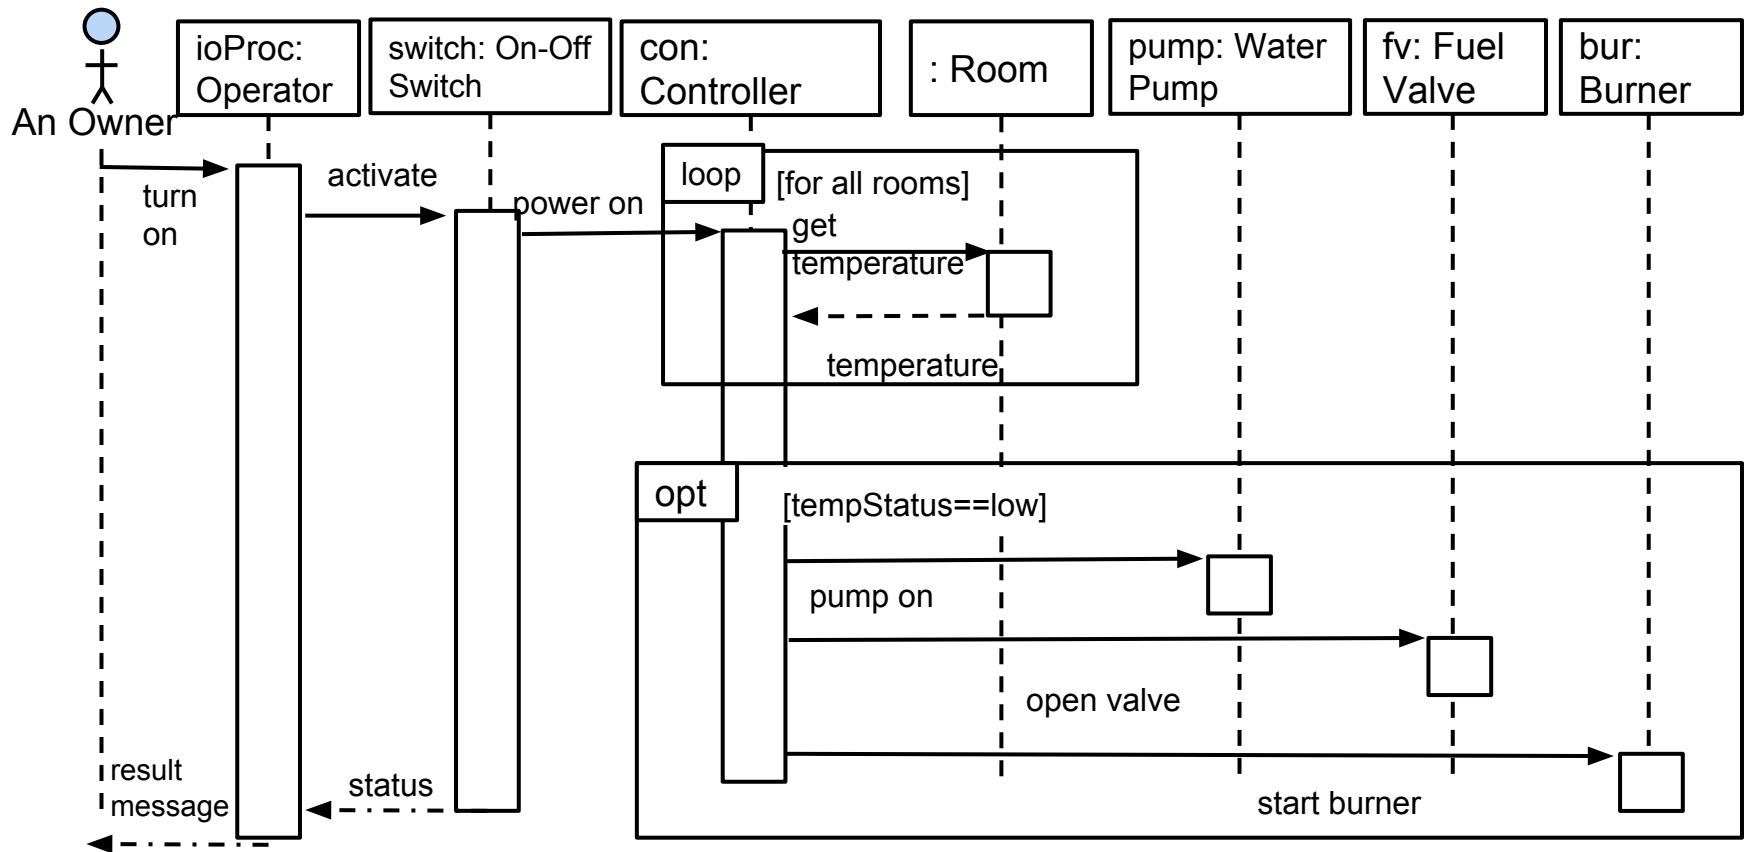 An Owner
ioProc:
Operator
switch: On-Off
Switch
con:
Controller
: Room
pump: Water
Pump
fv: Fuel
Valve
bur:
Burner
turn
on
activate
power on
loop
[for all rooms]
get
temperature
temperature
opt
[tempStatus==low]
pump on
open valve
start burner
status
result
message